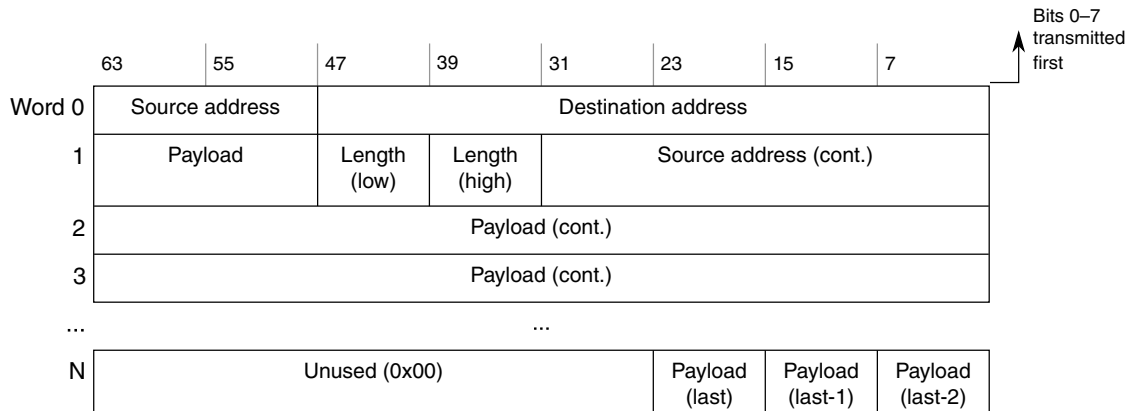 Bits 0–7
transmitted
first
63 55 47 39 31 23 15 7
Word 0 Source address Destination address
1 Payload Length Length Source address (cont.)
(low) (high)
2 Payload (cont.)
3 Payload (cont.)
... ...
N Unused (0x00) Payload Payload Payload
(last) (last-1) (last-2)